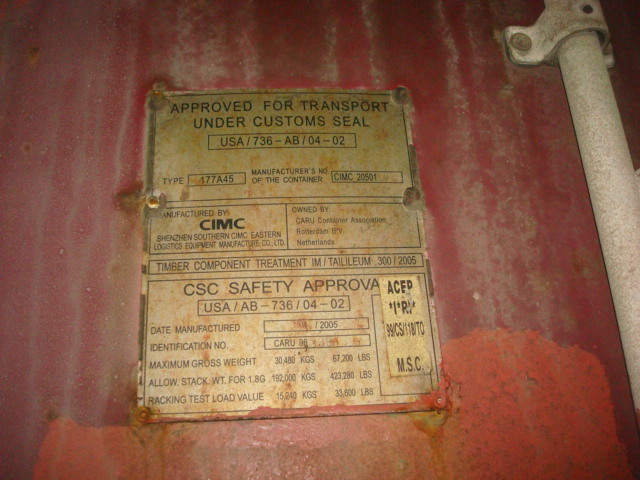 APPROVED FOR TRANSPORT
UNDER CUSTOMS SEAL
USA/736-AB/04-02
TYPE 177A45 MANUFACTURER'S NO. OF THE CONTAINER CIMC 20501
MANUFACTURED BY:
CIMC
SHENZHEN SOUTHERN CIMC EASTERN
LOGISTICS EQUIPMENT MANUFACTURE CO., LTD.
OWNED BY:
CARU Container Association
Rotterdam B.V.
Netherlands
TIMBER COMPONENT TREATMENT IM / TAILILEUM .300 / 2005
CSC SAFETY APPROVA
USA/AB-736/04-02
DATE MANUFACTURED /2005
IDENTIFICATION NO. CARU 96
MAXIMUM GROSS WEIGHT 30,480 KGS 67,200 LBS
ALLOW. STACK. WT. FOR 1.8G 192,000 KGS 423,280 LBS
RACKING TEST LOAD VALUE 15,240 KGS 33,600 LBS
ACEP
99/CS/118/TO
M.S.C.